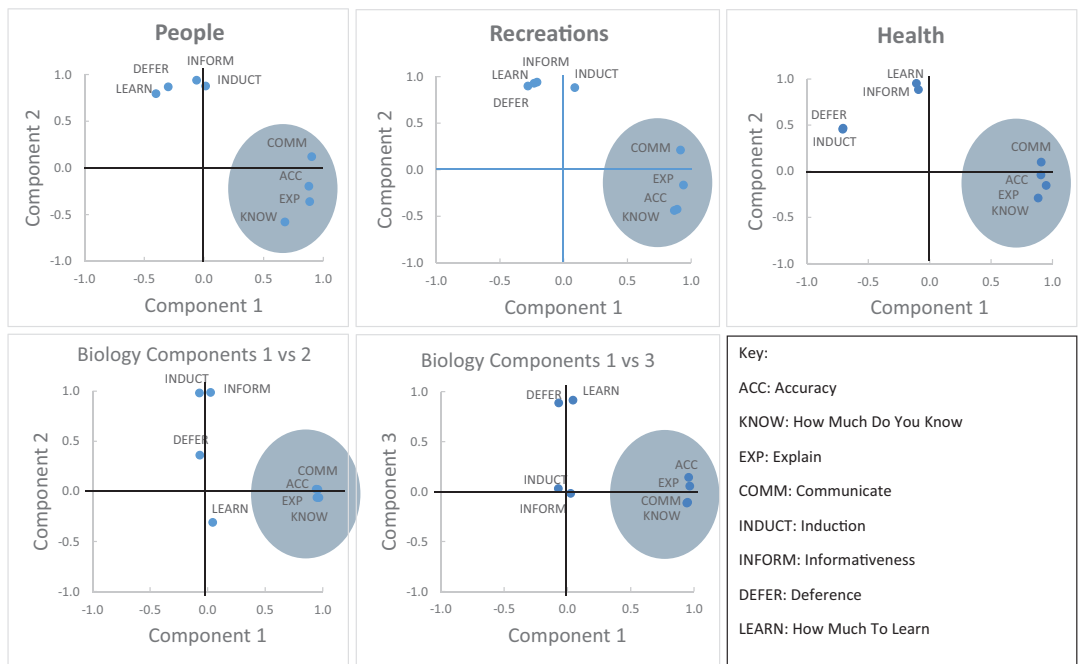 People
INFORM
DEFER
INDUCT
LEARN
1.0
0.5
0.0
-0.5
-1.0
Component 2
COMM
ACC
EXP
KNOW
-1.0
-0.5
0.0
0.5
1.0
Component 1
Recreations
INFORM
LEARN
INDUCT
DEFER
1.0
0.5
0.0
-0.5
-1.0
Component 2
COMM
EXP
ACC
KNOW
-1.0
-0.5
0.0
0.5
1.0
Component 1
Health
LEARN
INFORM
DEFER
INDUCT
1.0
0.5
0.0
-0.5
-1.0
Component 2
COMM
ACC
EXP
KNOW
-1.0
-0.5
0.0
0.5
1.0
Component 1
Biology Components 1 vs 2
INDUCT
INFORM
DEFER
LEARN
1.0
0.5
0.0
-0.5
-1.0
Component 2
COMM
ACC
EXP
KNOW
-1.0
-0.5
0.0
0.5
1.0
Component 1
Biology Components 1 vs 3
DEFER
LEARN
INDUCT
INFORM
1.0
0.5
0.0
-0.5
-1.0
Component 3
ACC
EXP
COMM
KNOW
-1.0
-0.5
0.0
0.5
1.0
Component 1
Key:
ACC: Accuracy
KNOW: How Much Do You Know
EXP: Explain
COMM: Communicate
INDUCT: Induction
INFORM: Informativeness
DEFER: Deference
LEARN: How Much To Learn